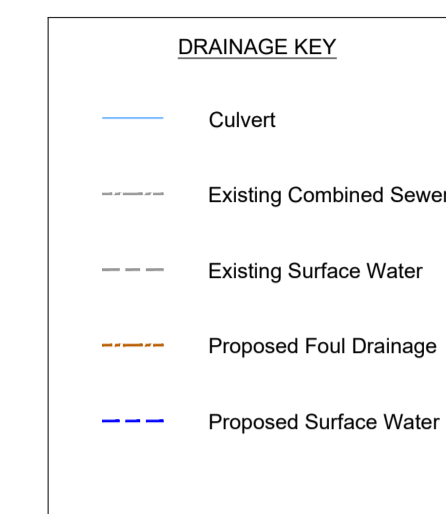 DRAINAGE KEY
Culvert
Existing Combined Sewer
Existing Surface Water
Proposed Foul Drainage
Proposed Surface Water